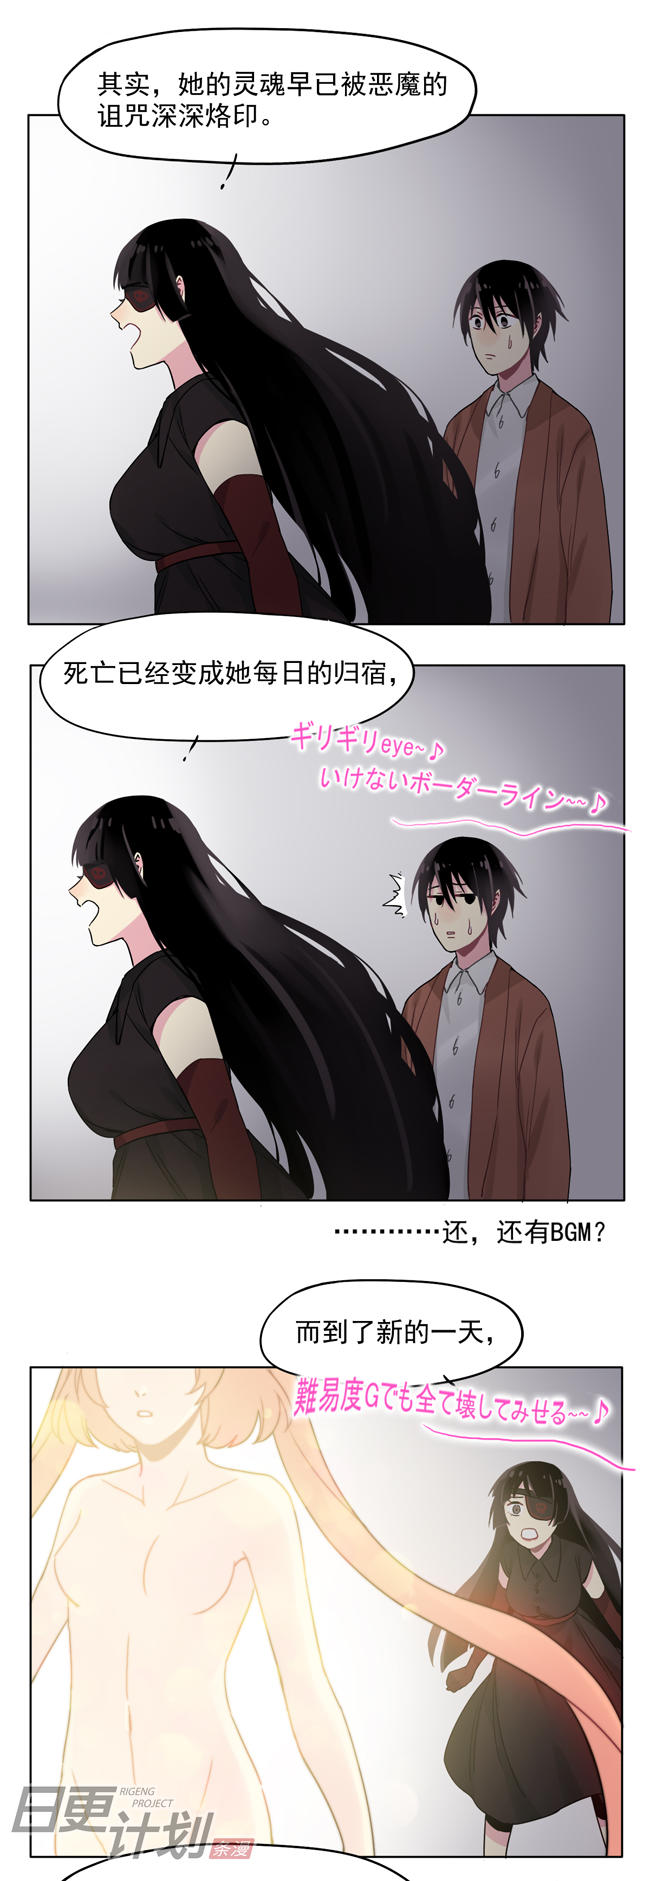 其实，她的灵魂早已被恶魔的
诅咒深深烙印。
死亡已经变成她每日的归宿，
ギリギリeye~♪
いけないボーダーライン~~♪
…………还，还有BGM？
而到了新的一天，
難易度Gでも全て壊してみせる~~♪
日更计划
RIGENG
PROJECT
条漫